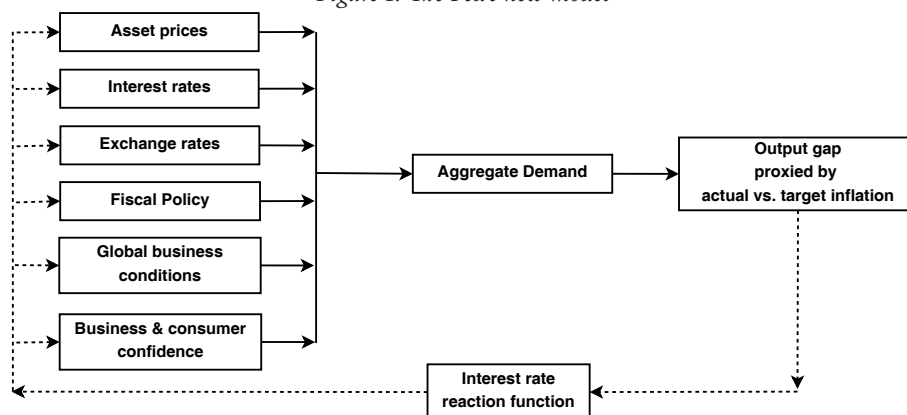 Asset prices
Interest rates
Exchange rates
Fiscal Policy
Global business
conditions
Business & consumer
confidence
Aggregate Demand
Output gap
proxied by
actual vs. target inflation
Interest rate
reaction function